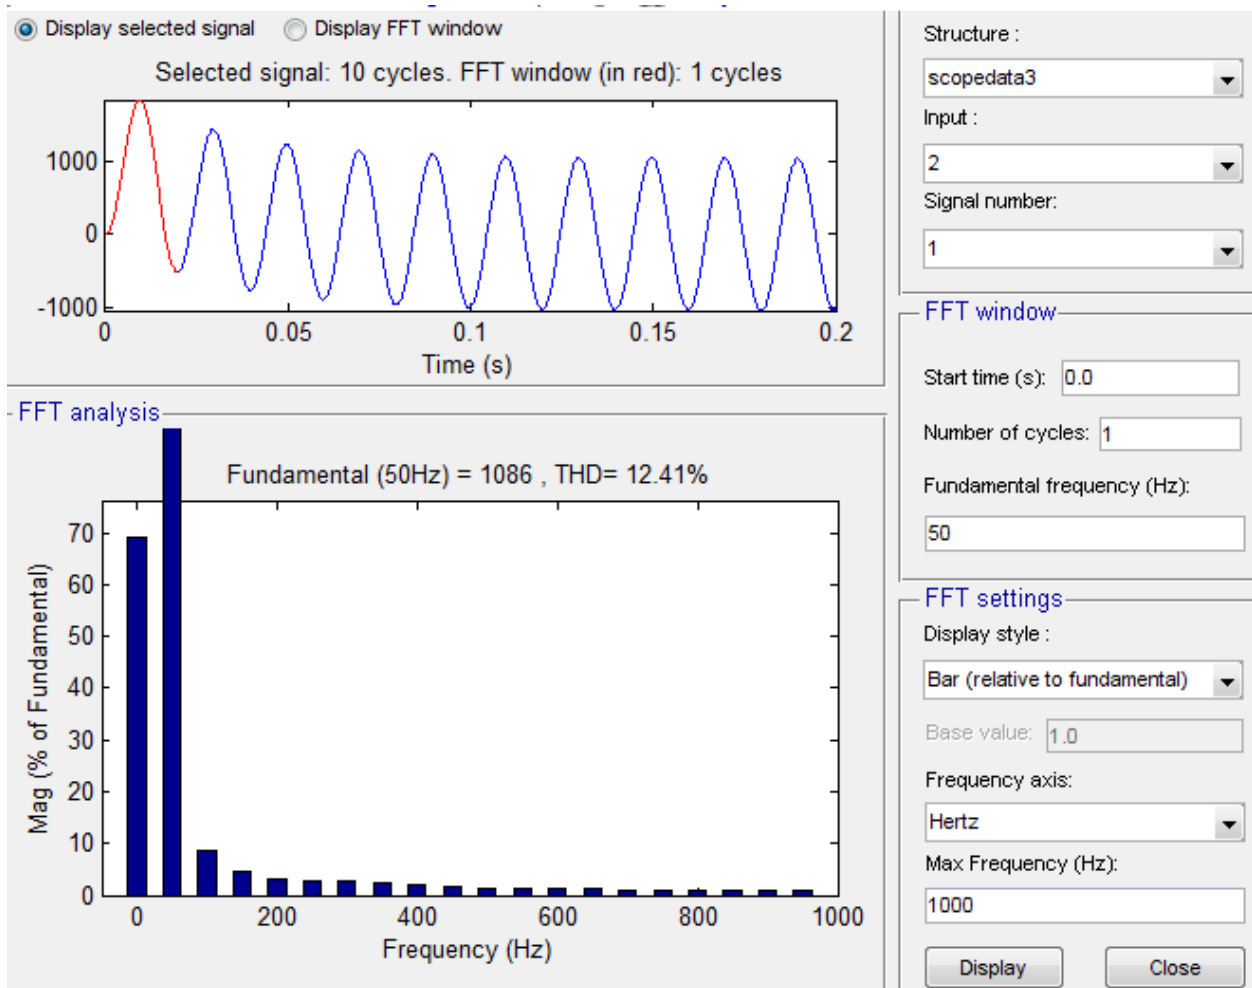 Display selected signal
Display FFT window
Selected signal: 10 cycles. FFT window (in red): 1 cycles
1000
0
-1000
0
0.05
0.1
0.15
0.2
Time (s)
FFT analysis
Fundamental (50Hz) = 1086 , THD= 12.41%
70
60
50
40
30
20
10
0
Mag (% of Fundamental)
0
200
400
600
800
1000
Frequency (Hz)
Structure :
scopedata3
Input :
2
Signal number:
1
FFT window
Start time (s): 0.0
Number of cycles: 1
Fundamental frequency (Hz):
50
FFT settings
Display style :
Bar (relative to fundamental)
Base value: 1.0
Frequency axis:
Hertz
Max Frequency (Hz):
1000
Display
Close